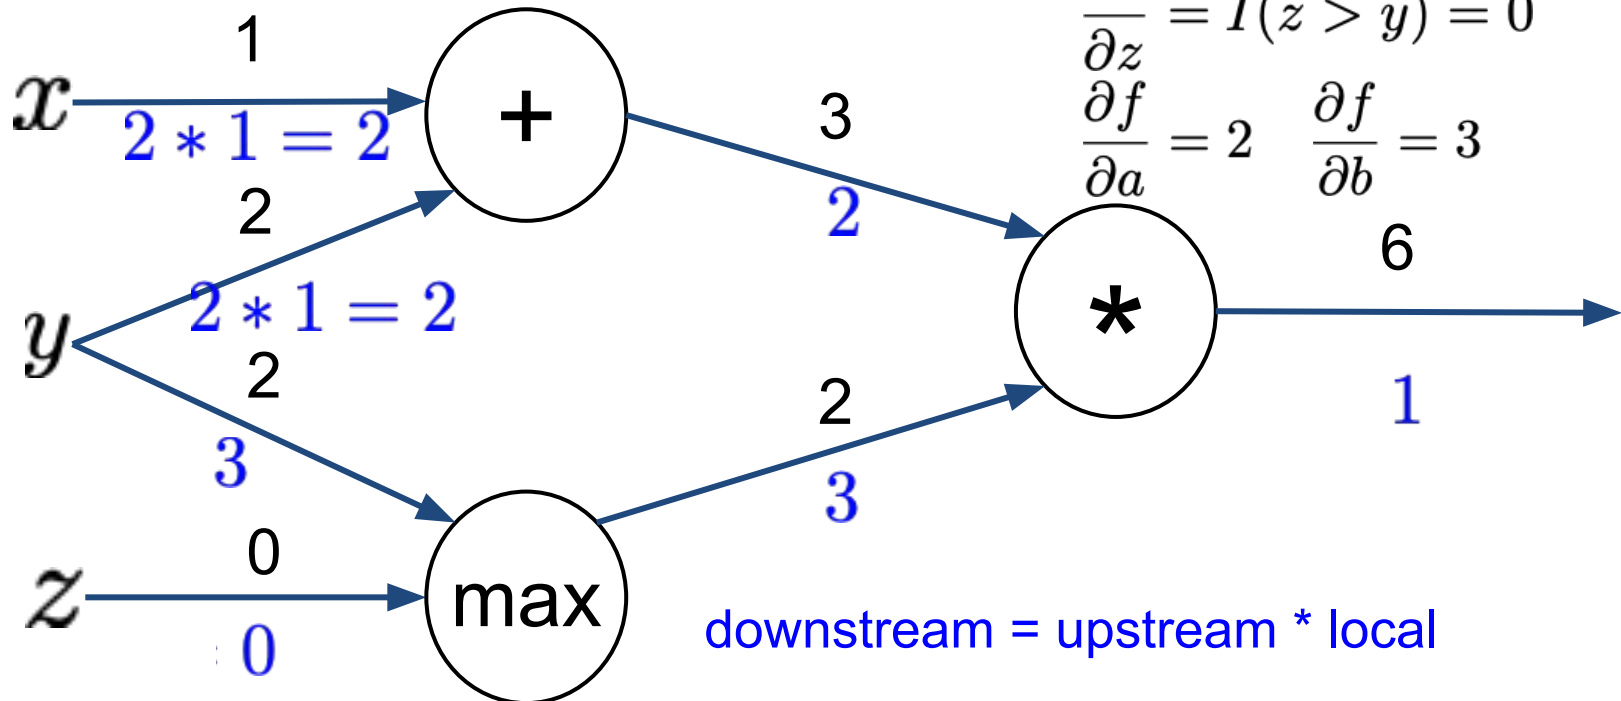 ∂z = I(z > y) = 0
∂f/∂a = 2 ∂f/∂b = 3
x 1
2 * 1 = 2
+
3
2
y 2
2 * 1 = 2
2
3
*
6
1
2
3
z 0
0
max
downstream = upstream * local